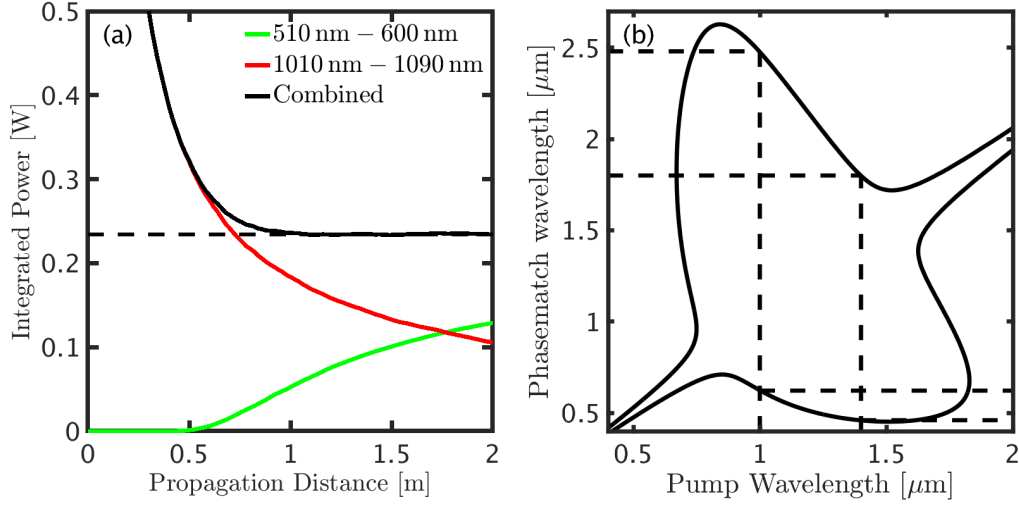 (a)
510 nm − 600 nm
1010 nm − 1090 nm
Combined
Integrated Power [W]
0.5
0.4
0.3
0.2
0.1
0
0 0.5 1 1.5 2
Propagation Distance [m]
(b)
Phasematch wavelength [μm]
2.5
2
1.5
1
0.5
0.5 1 1.5 2
Pump Wavelength [μm]